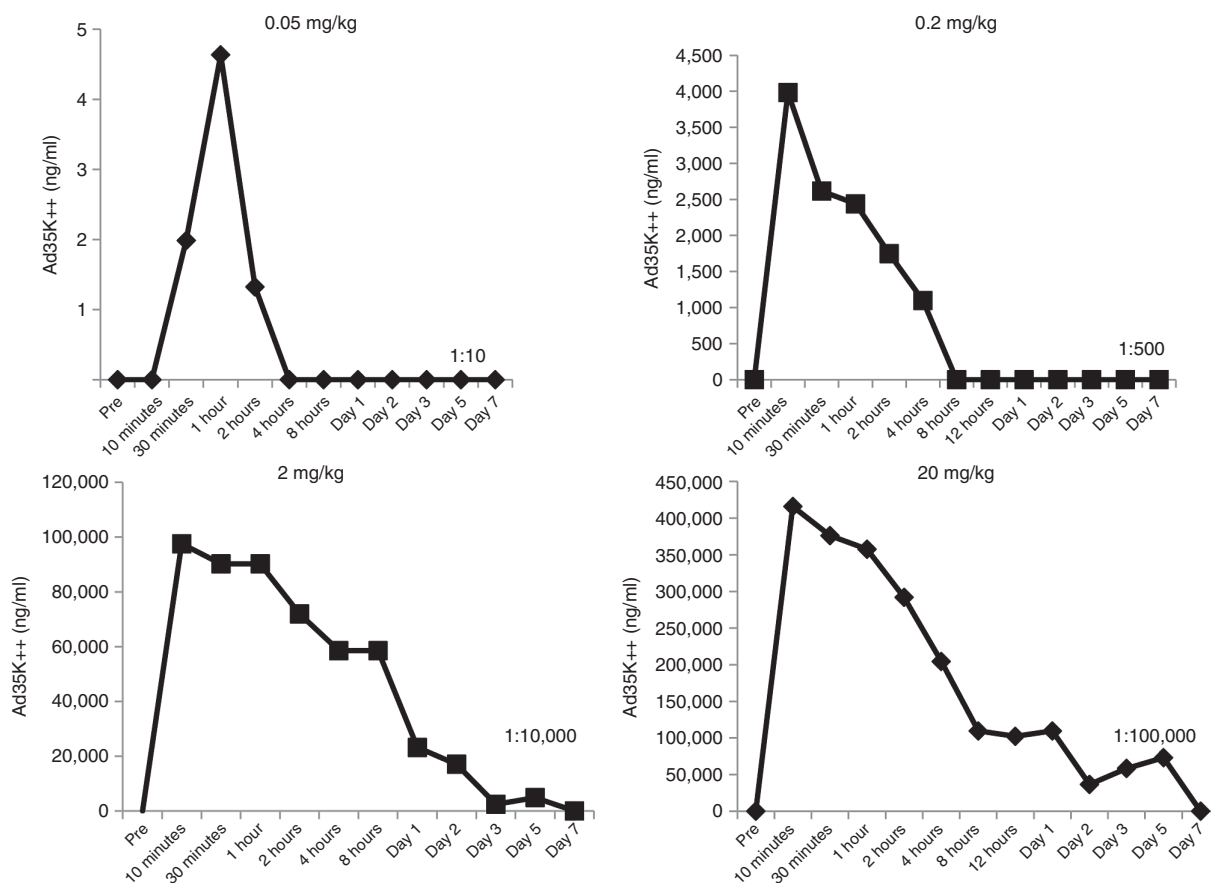 0.05 mg/kg
5
4
3
2
1
Ad35K++ (ng/ml)
1:10
Pre
10 minutes
30 minutes
1 hour
2 hours
4 hours
8 hours
Day 1
Day 2
Day 3
Day 5
Day 7
0.2 mg/kg
4,500
4,000
3,500
3,000
2,500
2,000
1,500
1,000
500
0
Ad35K++ (ng/ml)
1:500
Pre
10 minutes
30 minutes
1 hour
2 hours
4 hours
8 hours
12 hours
Day 1
Day 2
Day 3
Day 5
Day 7
2 mg/kg
120,000
100,000
80,000
60,000
40,000
20,000
0
Ad35K++ (ng/ml)
1:10,000
Pre
10 minutes
30 minutes
1 hour
2 hours
4 hours
8 hours
Day 1
Day 2
Day 3
Day 5
Day 7
20 mg/kg
450,000
400,000
350,000
300,000
250,000
200,000
150,000
100,000
50,000
0
Ad35K++ (ng/ml)
1:100,000
Pre
10 minutes
30 minutes
1 hour
2 hours
4 hours
8 hours
12 hours
Day 1
Day 2
Day 3
Day 5
Day 7